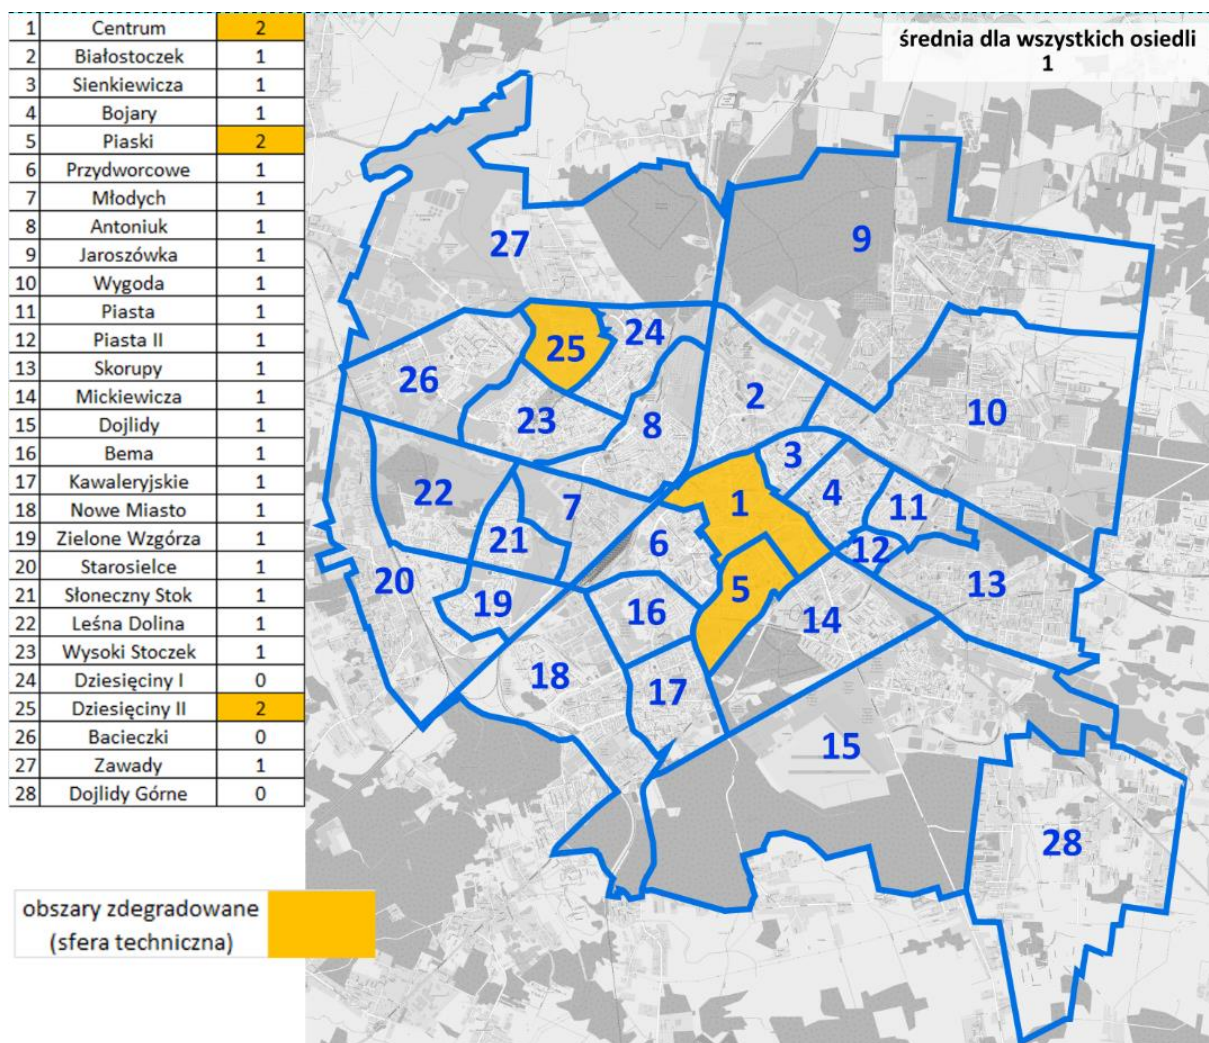 1 Centrum 2
2 Białostoczek 1
3 Sienkiewicza 1
4 Bojary 1
5 Piaski 2
6 Przydworcowe 1
7 Młodych 1
8 Antoniuk 1
9 Jaroszówka 1
10 Wygoda 1
11 Piasta 1
12 Piasta II 1
13 Skorupy 1
14 Mickiewicza 1
15 Dojlidy 1
16 Bema 1
17 Kawaleryjskie 1
18 Nowe Miasto 1
19 Zielone Wzgórza 1
20 Starosielce 1
21 Słoneczny Stok 1
22 Leśna Dolina 1
23 Wysoki Stoczek 1
24 Dziesięciny I 0
25 Dziesięciny II 2
26 Bacieczki 0
27 Zawady 1
28 Dojlidy Górne 0
obszary zdegradowane
(sfera techniczna)
średnia dla wszystkich osiedli
1
27
9
24
25
26
2
10
23
8
3
22
7
1
4
11
21
6
12
20
19
5
13
16
14
18
17
15
28